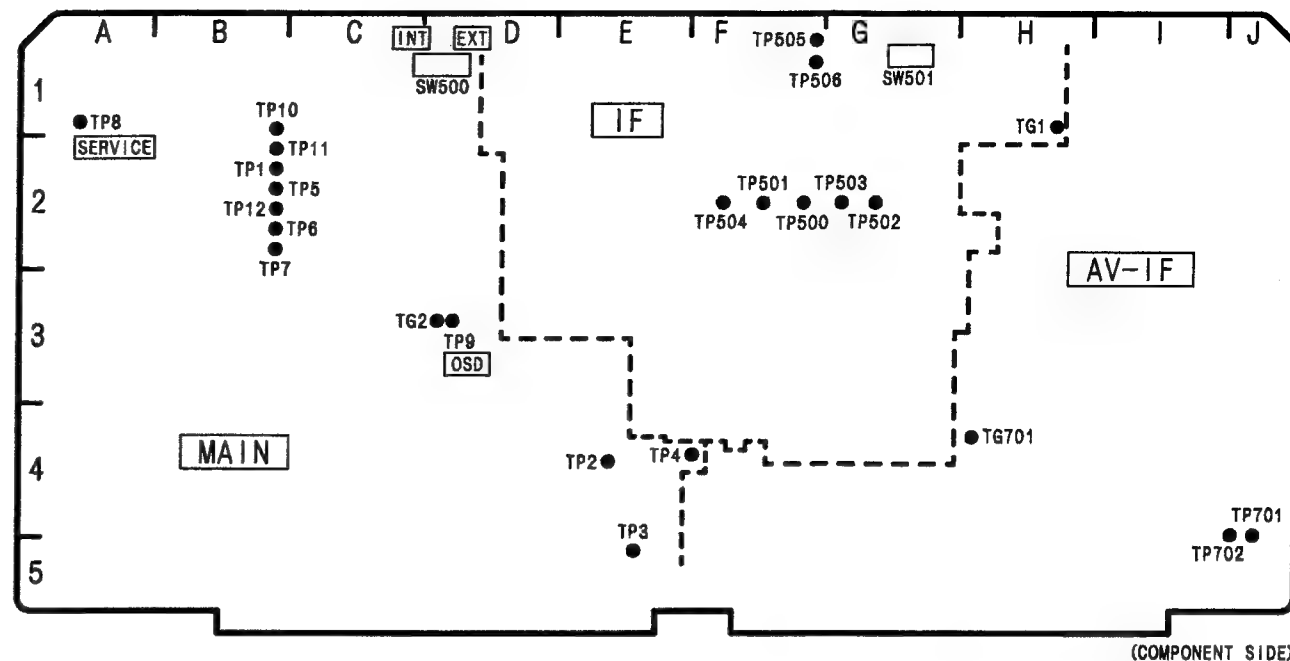 A B C D E F G H I J
INT EXT
TP505
SW500
TP506
SW501
1
IF
TP8
TP10
TG1
SERVICE
TP11
TP1
TP5
TP501 TP503
2
TP12
TP504 TP500 TP502
TP6
TP7
AV-IF
TG2
3
TP9
OSD
TG701
MAIN
TP4
4
TP2
TP701
TP3
TP702
5
(COMPONENT SIDE)